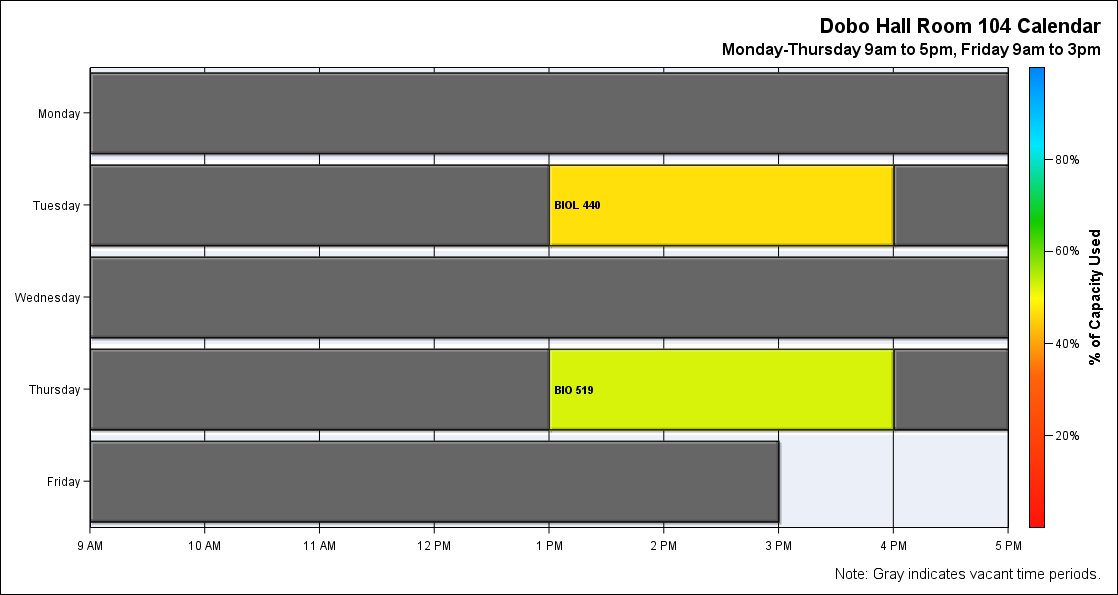 Dobo Hall Room 104 Calendar
Monday-Thursday 9am to 5pm, Friday 9am to 3pm
Monday
Tuesday
BIOL 440
Wednesday
Thursday
BIO 519
Friday
9 AM 10 AM 11 AM 12 PM 1 PM 2 PM 3 PM 4 PM 5 PM
80%
60%
40%
20%
% of Capacity Used
Note: Gray indicates vacant time periods.